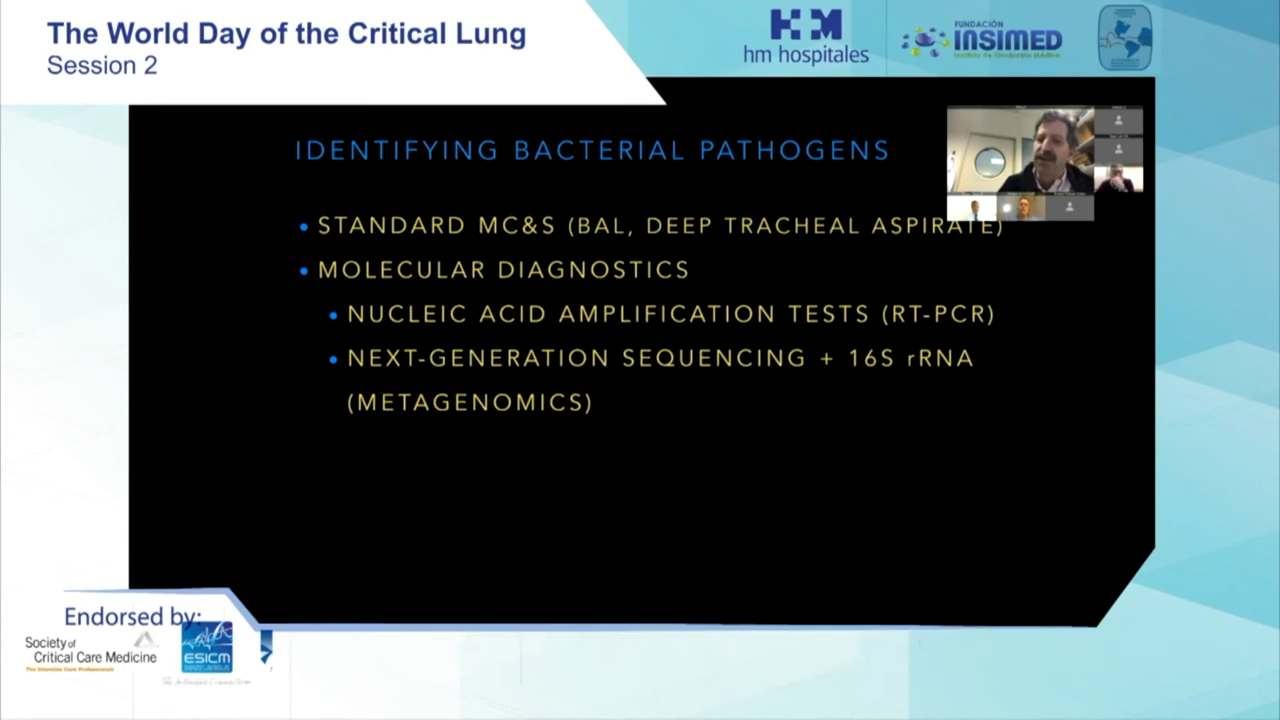 The World Day of the Critical Lung
Session 2
hm hospitales
FUNDACIÓN
INSIMED
IDENTIFYING BACTERIAL PATHOGENS
• STANDARD MC&S (BAL, DEEP TRACHEAL ASPIRATE)
• MOLECULAR DIAGNOSTICS
• NUCLEIC ACID AMPLIFICATION TESTS (RT-PCR)
• NEXT-GENERATION SEQUENCING + 16S rRNA
(METAGENOMICS)
Endorsed by:
Society of
Critical Care Medicine
The Intensive Care Professionals
ESICM